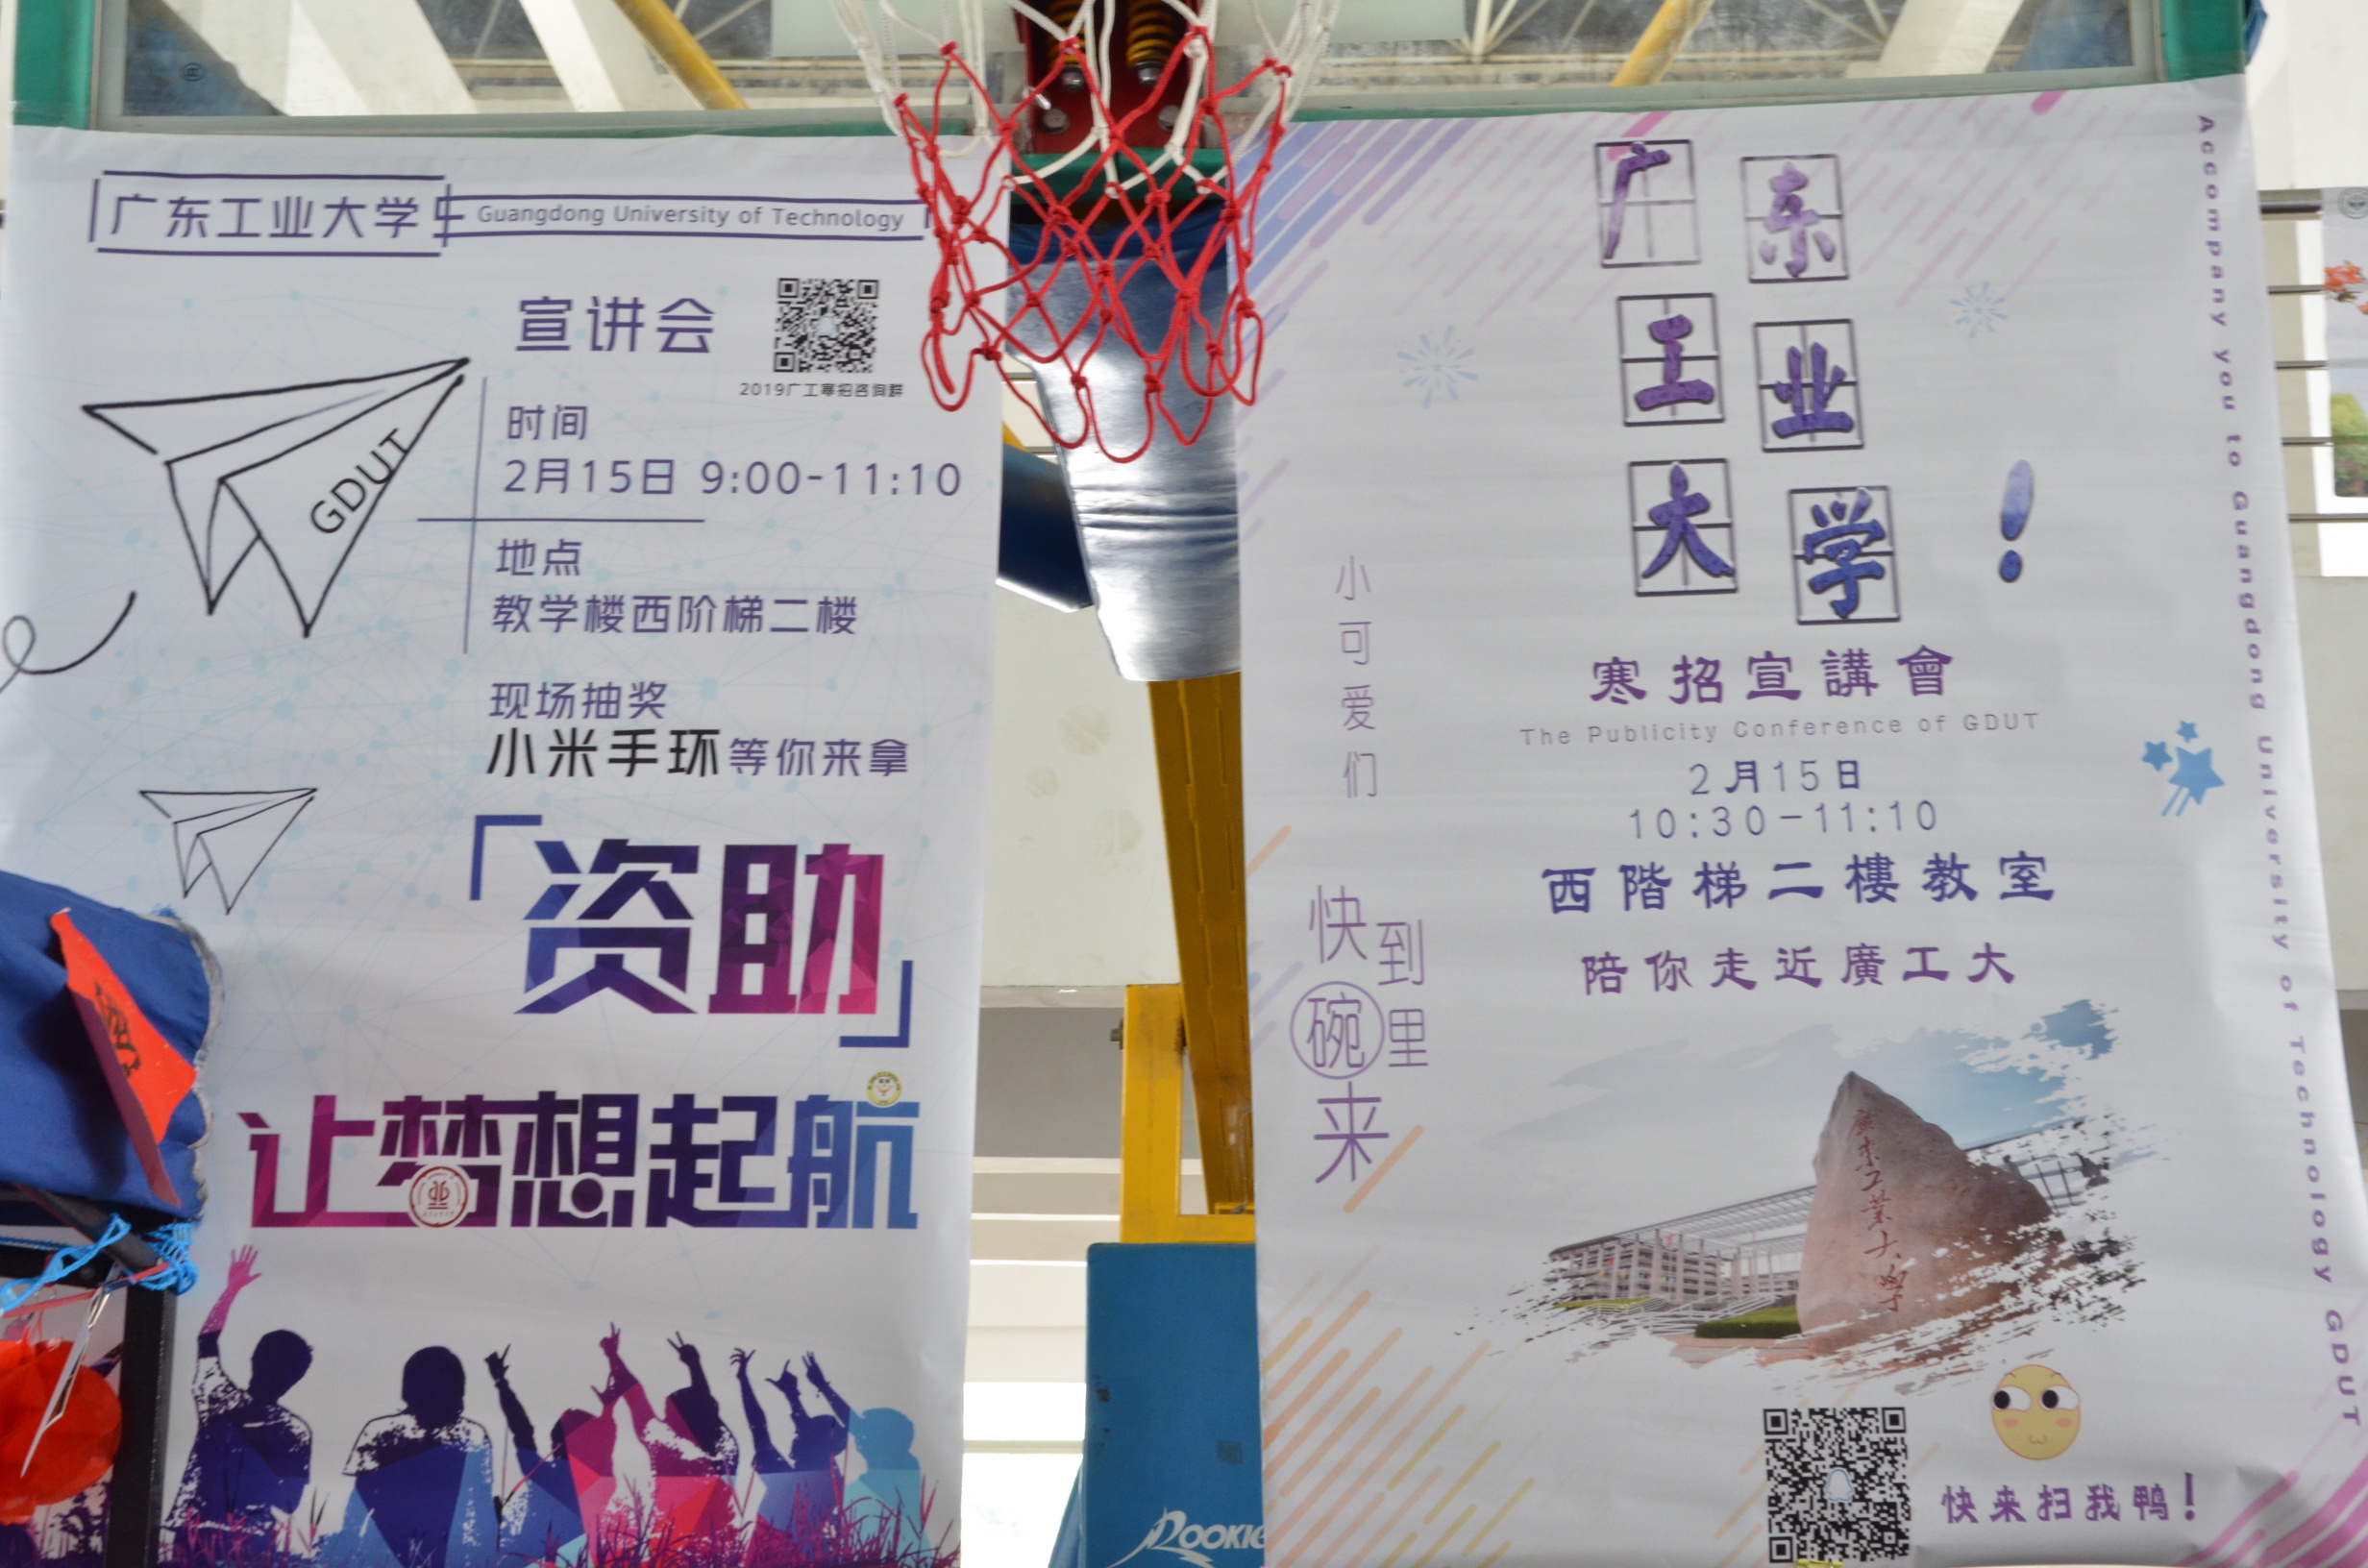 广东工业大学
Guangdong University of Technology
宣讲会
2019广工寒招咨询群
时间
2月15日 9:00-11:10
地点
教学楼西阶梯二楼
GDUT
现场抽奖
小米手环等你来拿
「资助」
让梦想起航
ROOKIE
广东
工业
大学！
小可爱们
快到碗里来
寒招宣講會
The Publicity Conference of GDUT
2月15日
10:30-11:10
西階梯二樓教室
陪你走近廣工大
廣東工業大學
快来扫我鸭！
Accompany you to Guangdong University of Technology GDUT